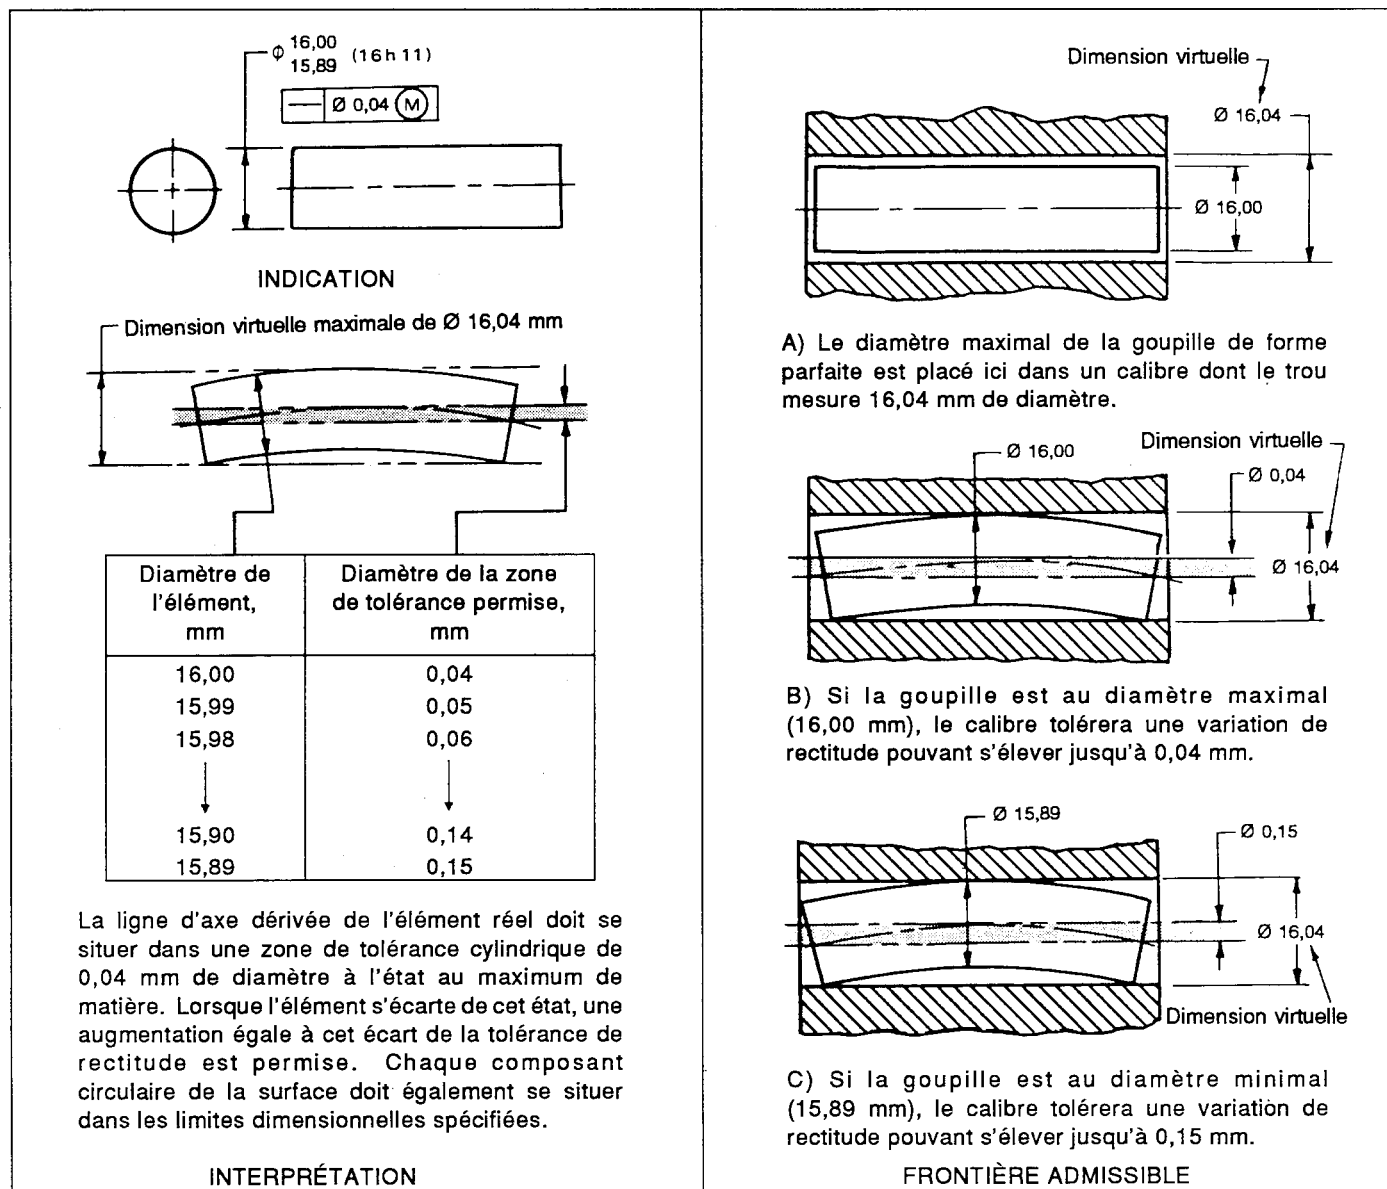 16,00
15,89 (16h 11)
— Ø 0,04 Ⓜ
INDICATION
Dimension virtuelle maximale de Ø 16,04 mm
Diamètre de l'élément, mm
Diamètre de la zone de tolérance permise, mm
16,00 0,04
15,99 0,05
15,98 0,06
15,90 0,14
15,89 0,15
La ligne d'axe dérivée de l'élément réel doit se
situer dans une zone de tolérance cylindrique de
0,04 mm de diamètre à l'état au maximum de
matière. Lorsque l'élément s'écarte de cet état, une
augmentation égale à cet écart de la tolérance de
rectitude est permise. Chaque composant
circulaire de la surface doit également se situer
dans les limites dimensionnelles spécifiées.
INTERPRÉTATION
Dimension virtuelle
Ø 16,04
Ø 16,00
A) Le diamètre maximal de la goupille de forme
parfaite est placé ici dans un calibre dont le trou
mesure 16,04 mm de diamètre.
Ø 16,00
Dimension virtuelle
Ø 0,04
Ø 16,04
B) Si la goupille est au diamètre maximal
(16,00 mm), le calibre tolérera une variation de
rectitude pouvant s'élever jusqu'à 0,04 mm.
Ø 15,89
Ø 0,15
Ø 16,04
Dimension virtuelle
C) Si la goupille est au diamètre minimal
(15,89 mm), le calibre tolérera une variation de
rectitude pouvant s'élever jusqu'à 0,15 mm.
FRONTIÈRE ADMISSIBLE